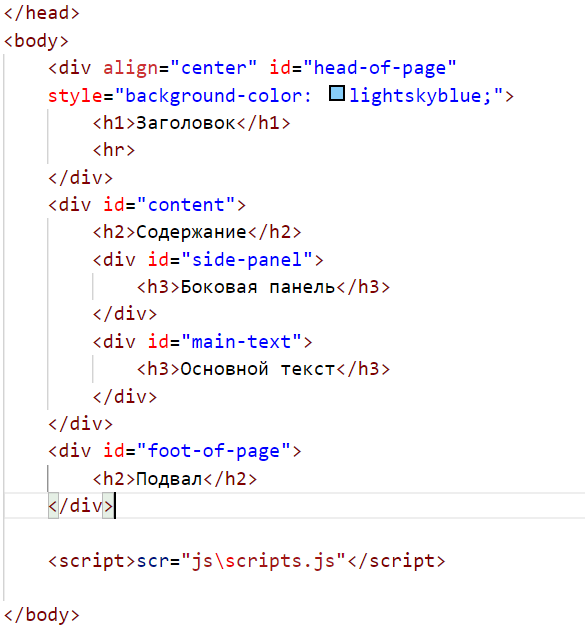 </head>
<body>
<div align="center" id="head-of-page"
style="background-color: lightskyblue;">
<h1>Заголовок</h1>
<hr>
</div>
<div id="content">
<h2>Содержание</h2>
<div id="side-panel">
<h3>Боковая панель</h3>
</div>
<div id="main-text">
<h3>Основной текст</h3>
</div>
</div>
<div id="foot-of-page">
<h2>Подвал</h2>
</div>
<script>scr="js\scripts.js"</script>
</body>